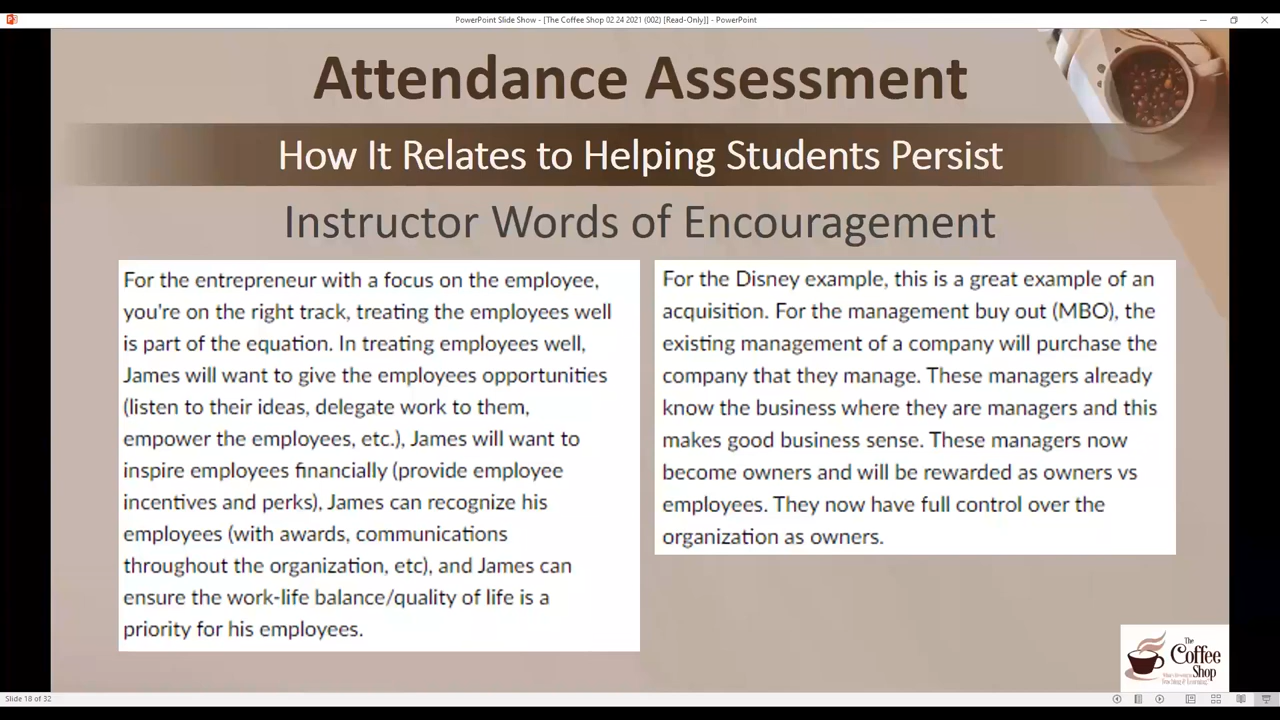 PowerPoint Slide Show - [The Coffee Shop 02 24 2021 (002) [Read-Only]] - PowerPoint
Attendance Assessment
How It Relates to Helping Students Persist
Instructor Words of Encouragement
For the entrepreneur with a focus on the employee,
you're on the right track, treating the employees well
is part of the equation. In treating employees well,
James will want to give the employees opportunities
(listen to their ideas, delegate work to them,
empower the employees, etc.), James will want to
inspire employees financially (provide employee
incentives and perks), James can recognize his
employees (with awards, communications
throughout the organization, etc), and James can
ensure the work-life balance/quality of life is a
priority for his employees.
For the Disney example, this is a great example of an
acquisition. For the management buy out (MBO), the
existing management of a company will purchase the
company that they manage. These managers already
know the business where they are managers and this
makes good business sense. These managers now
become owners and will be rewarded as owners vs
employees. They now have full control over the
organization as owners.
The
Coffee
Shop
Teaching & Learning
Slide 18 of 32